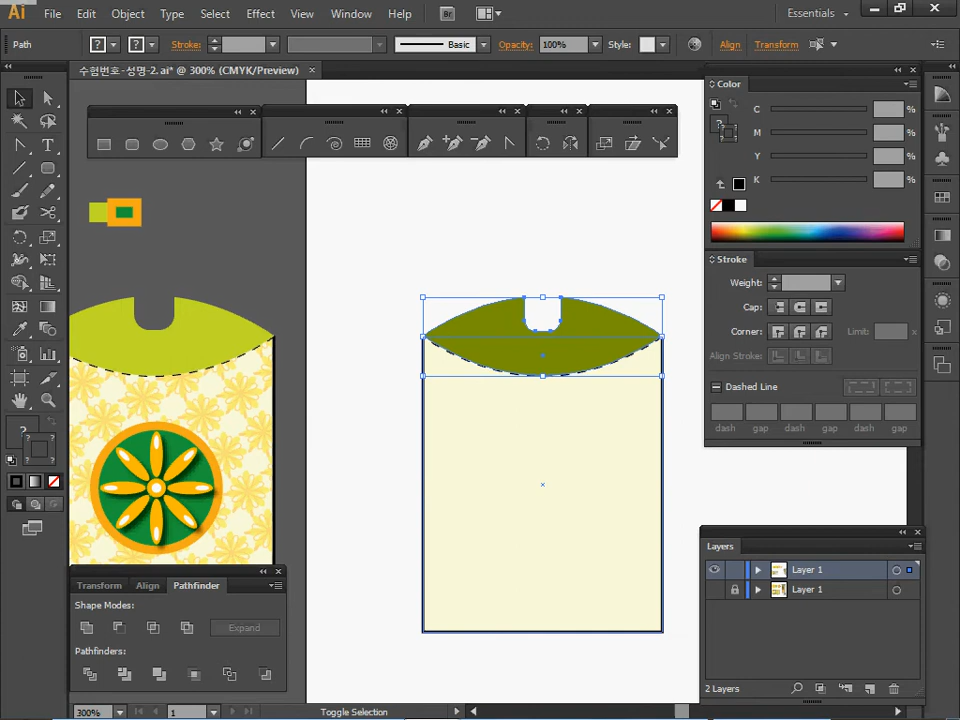 Ai File Edit Object Type Select Effect View Window Help Br Essentials
Path ? ? Stroke: Basic Opacity: 100% Style: Align Transform
수험번호-성명-2.ai* @ 300% (CMYK/Preview)
Color
C %
M %
Y %
K %
Stroke
Weight:
Cap:
Corner: Limit: x
Align Stroke:
Dashed Line
dash gap dash gap dash gap
Layers
Layer 1
Layer 1
2 Layers
T
?
?
Transform Align Pathfinder
Shape Modes:
Expand
Pathfinders:
300% 1 Toggle Selection